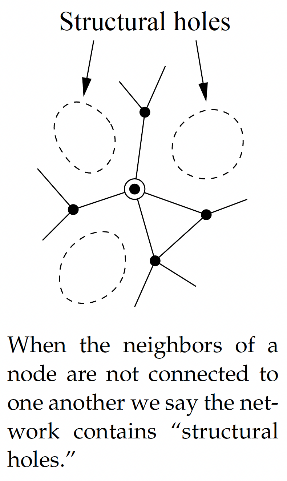 Structural holes
When the neighbors of a
node are not connected to
one another we say the net-
work contains “structural
holes.”